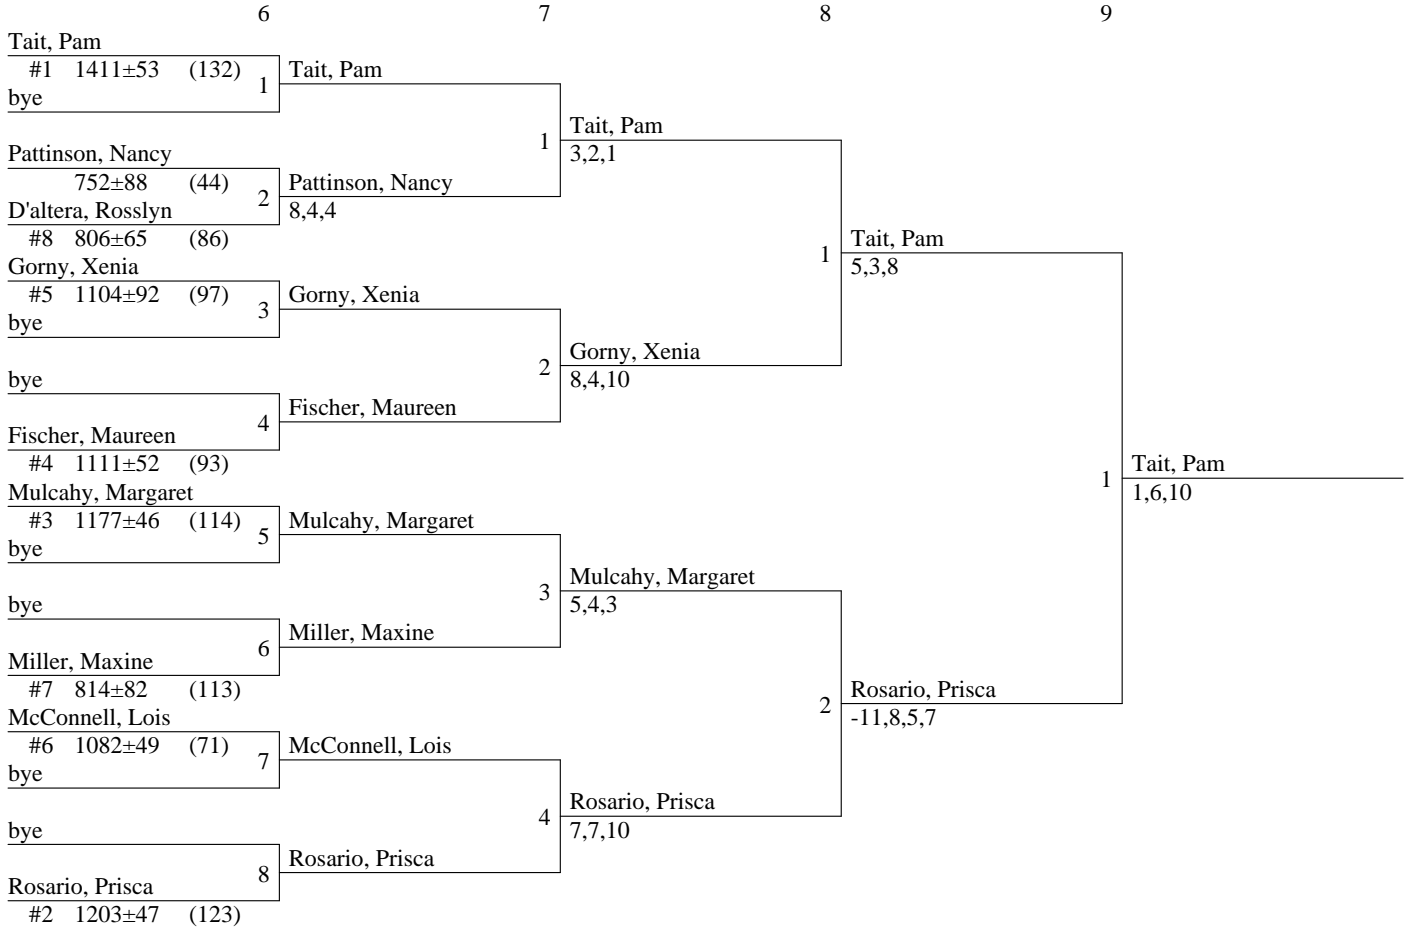 6 7 8 9
Tait, Pam
#1 1411±53 (132)
1
Tait, Pam
bye
1
Tait, Pam
3,2,1
Pattinson, Nancy
752±88 (44)
2
Pattinson, Nancy
8,4,4
D'altera, Rosslyn
#8 806±65 (86)
1
Tait, Pam
5,3,8
Gorny, Xenia
#5 1104±92 (97)
3
Gorny, Xenia
bye
2
Gorny, Xenia
8,4,10
bye
4
Fischer, Maureen
Fischer, Maureen
#4 1111±52 (93)
1
Tait, Pam
1,6,10
Mulcahy, Margaret
#3 1177±46 (114)
5
Mulcahy, Margaret
bye
3
Mulcahy, Margaret
5,4,3
bye
6
Miller, Maxine
Miller, Maxine
#7 814±82 (113)
2
Rosario, Prisca
-11,8,5,7
McConnell, Lois
#6 1082±49 (71)
7
McConnell, Lois
bye
4
Rosario, Prisca
7,7,10
bye
8
Rosario, Prisca
Rosario, Prisca
#2 1203±47 (123)